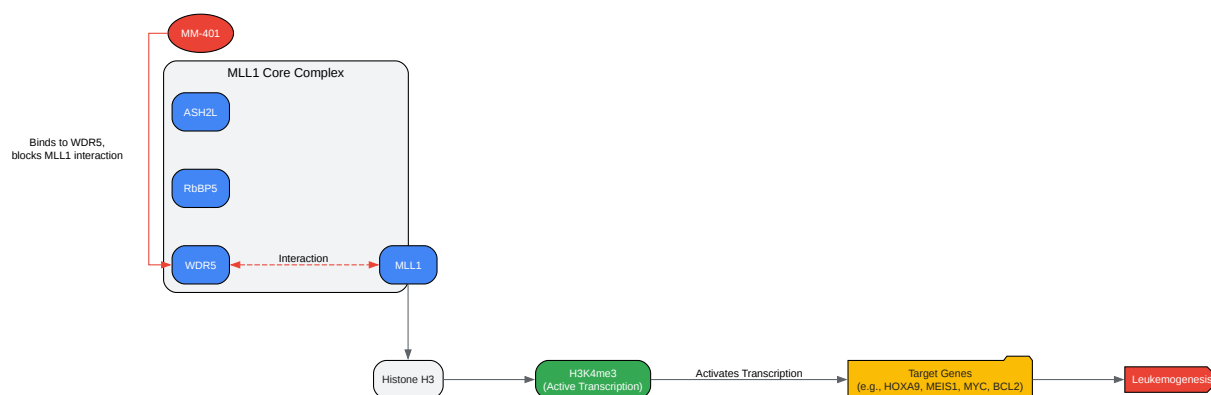 MM-401
MLL1 Core Complex
ASH2L
Binds to WDR5,
blocks MLL1 interaction
RbBP5
WDR5
Interaction
MLL1
Histone H3
H3K4me3
(Active Transcription)
Activates Transcription
Target Genes
(e.g., HOXA9, MEIS1, MYC, BCL2)
Leukemogenesis